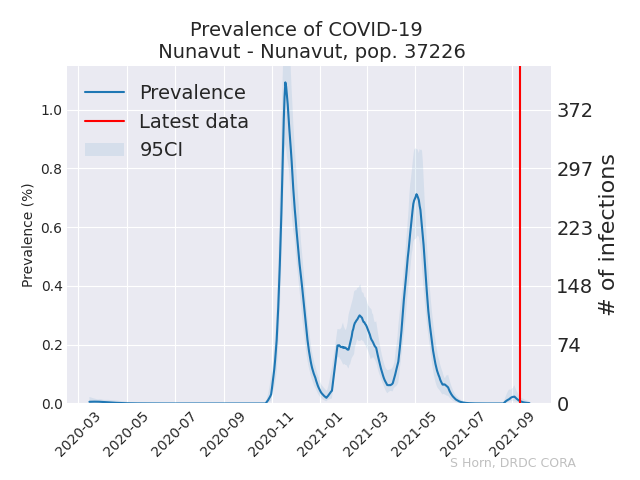 Prevalence of COVID-19
Nunavut - Nunavut, pop. 37226
Prevalence
Latest data
95CI
Prevalence (%)
1.0
0.8
0.6
0.4
0.2
0.0
372
297
223
148
74
0
# of infections
2020-03
2020-05
2020-07
2020-09
2020-11
2021-01
2021-03
2021-05
2021-07
2021-09
S Horn, DRDC CORA